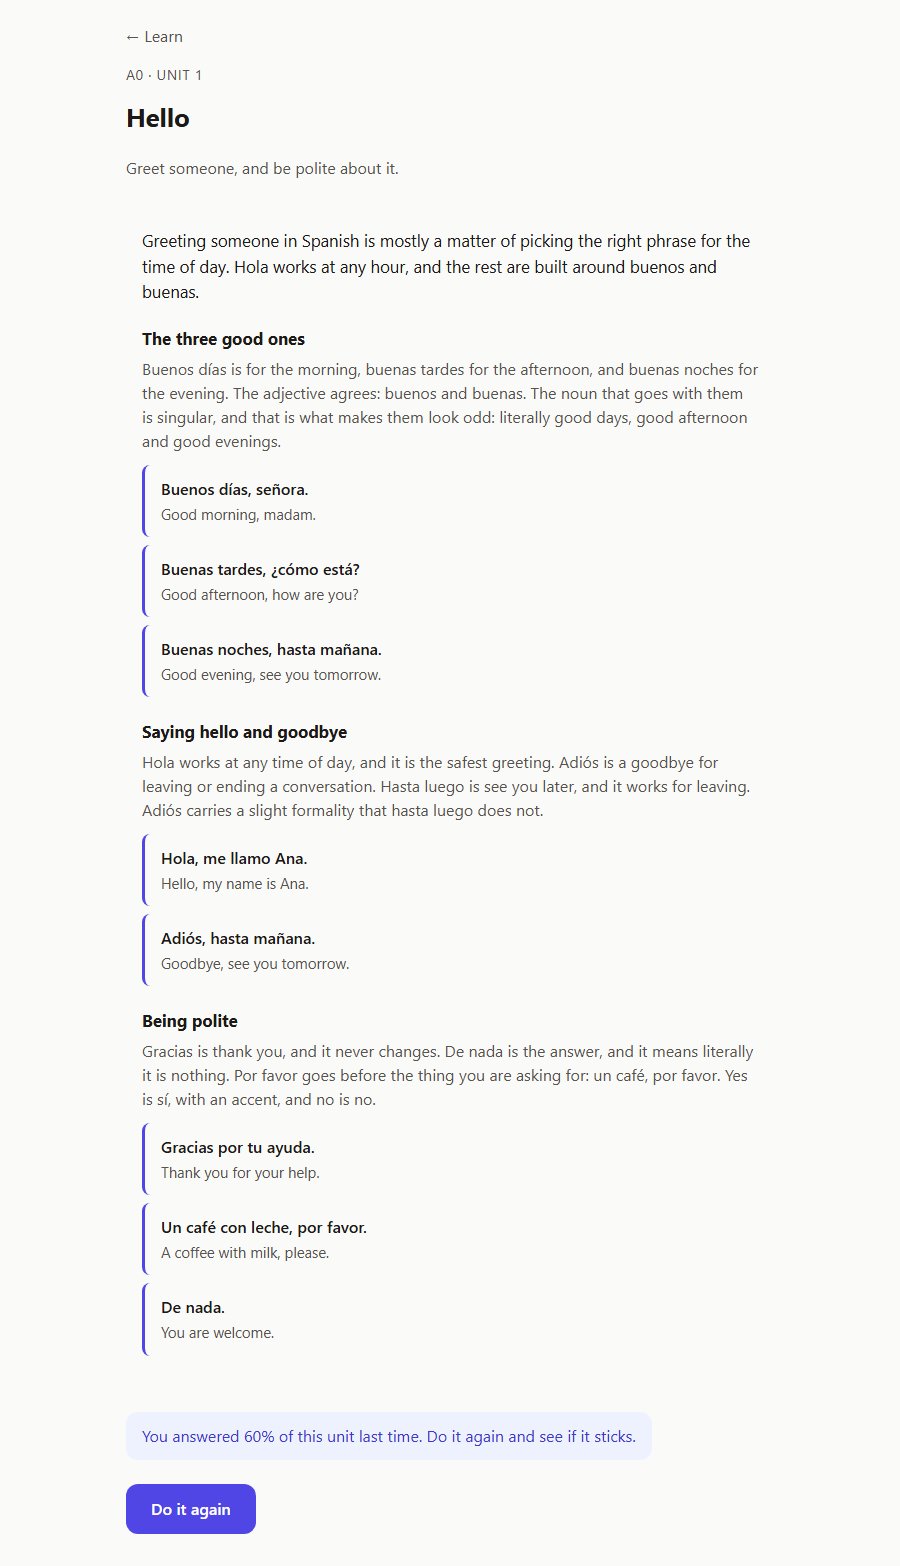 ← Learn
A0 · UNIT 1
Hello
Greet someone, and be polite about it.
Greeting someone in Spanish is mostly a matter of picking the right phrase for the
time of day. Hola works at any hour, and the rest are built around buenos and
buenas.
The three good ones
Buenos días is for the morning, buenas tardes for the afternoon, and buenas noches for
the evening. The adjective agrees: buenos and buenas. The noun that goes with them
is singular, and that is what makes them look odd: literally good days, good afternoon
and good evenings.
Buenos días, señora.
Good morning, madam.
Buenas tardes, ¿cómo está?
Good afternoon, how are you?
Buenas noches, hasta mañana.
Good evening, see you tomorrow.
Saying hello and goodbye
Hola works at any time of day, and it is the safest greeting. Adiós is a goodbye for
leaving or ending a conversation. Hasta luego is see you later, and it works for leaving.
Adiós carries a slight formality that hasta luego does not.
Hola, me llamo Ana.
Hello, my name is Ana.
Adiós, hasta mañana.
Goodbye, see you tomorrow.
Being polite
Gracias is thank you, and it never changes. De nada is the answer, and it means literally
it is nothing. Por favor goes before the thing you are asking for: un café, por favor. Yes
is sí, with an accent, and no is no.
Gracias por tu ayuda.
Thank you for your help.
Un café con leche, por favor.
A coffee with milk, please.
De nada.
You are welcome.
You answered 60% of this unit last time. Do it again and see if it sticks.
Do it again